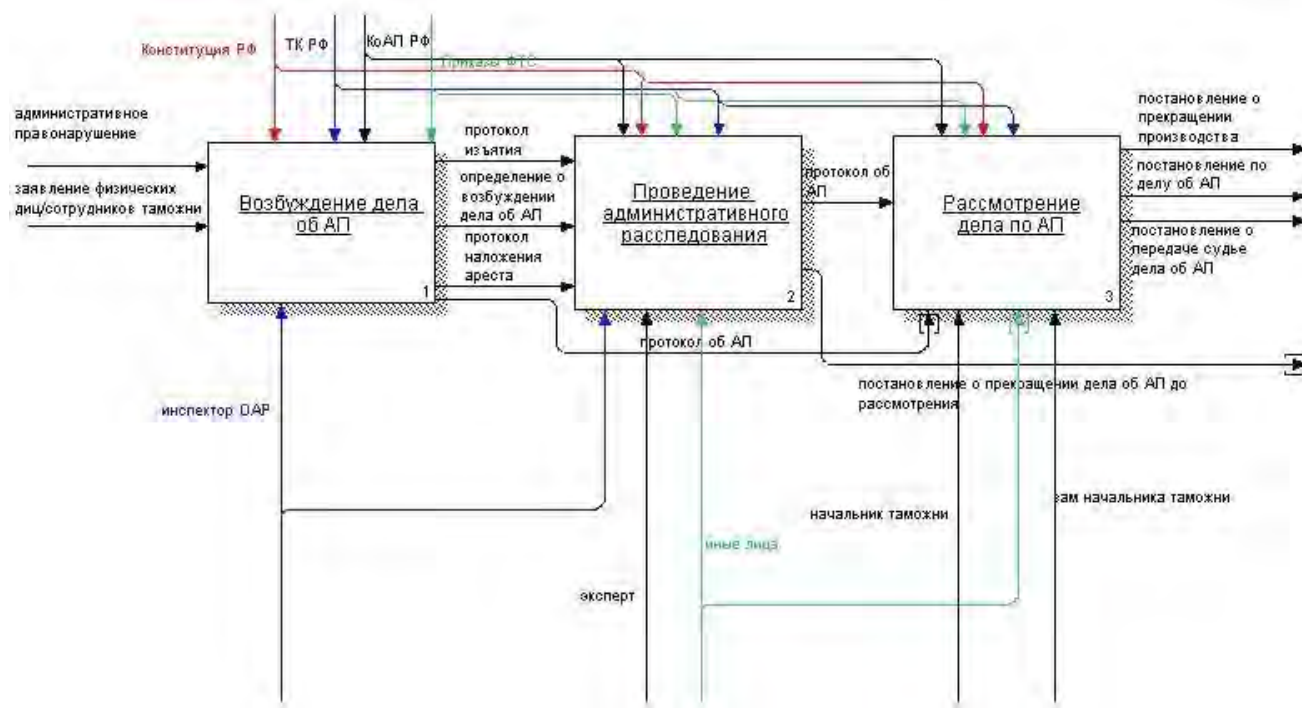 Конституция РФ
ТК РФ
КоАП РФ
Приказы ФТС
административное
правонарушение
заявление физических
лиц/сотрудников таможни
Возбуждение дела
об АП
1
протокол
изъятия
определение о
возбуждении
дела об АП
протокол
наложения
ареста
Проведение
административного
расследования
2
протокол об
АП
Рассмотрение
дела по АП
3
постановление о
прекращении
производства
постановление по
делу об АП
постановление о
передаче судье
дела об АП
протокол об АП
постановление о прекращении дела об АП до
рассмотрения
инспектор ОАР
зам начальника таможни
начальник таможни
иные лица
эксперт